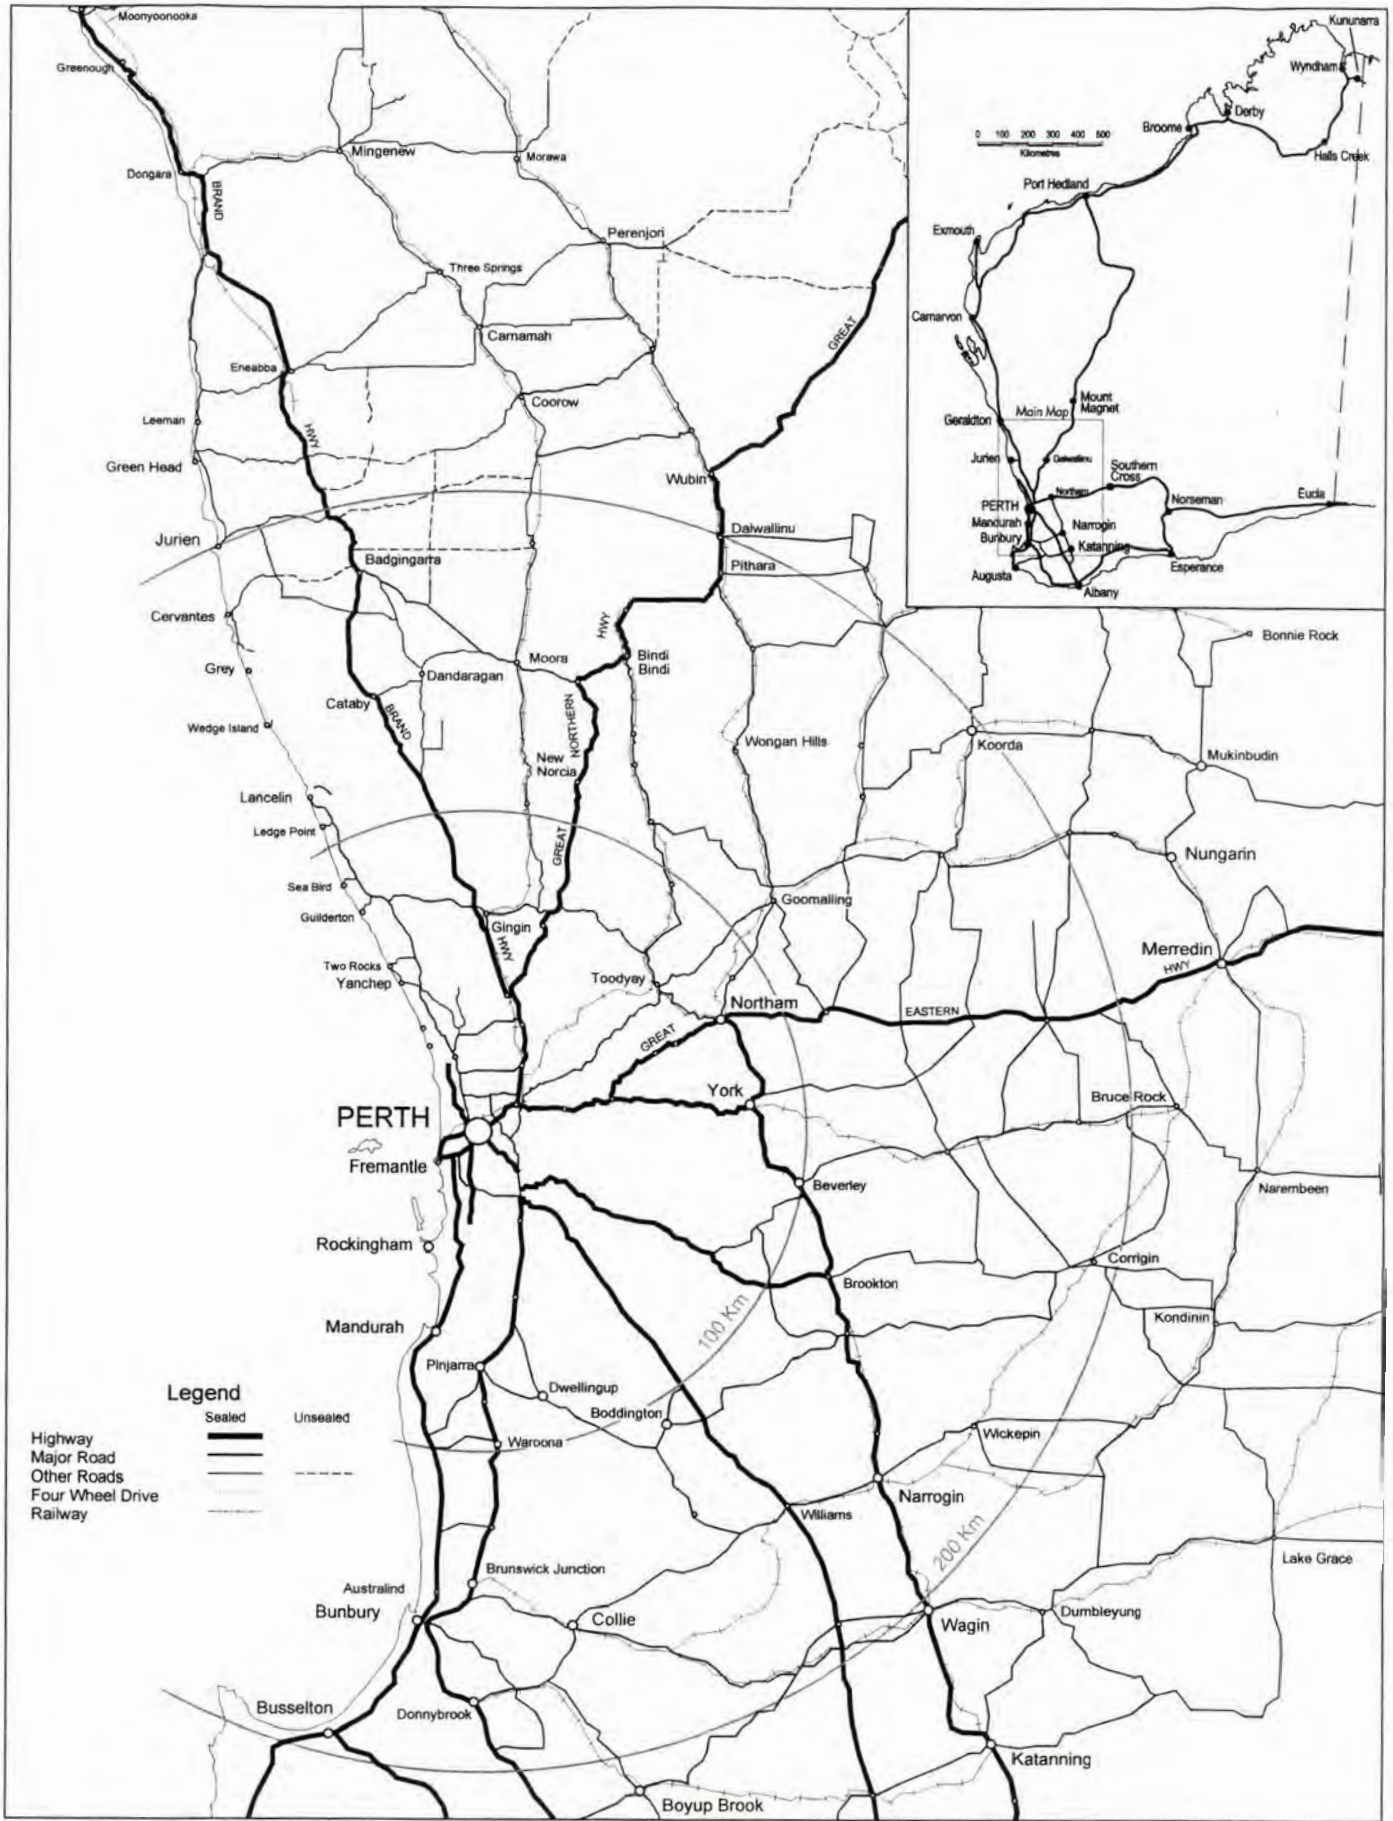 Moonyoonooka
Greenough
Dongara
BRAND
Mingenew
Morawa
Perenjori
Three Springs
Carnamah
GREAT
Eneabba
Coorow
Leeman
HWY
Green Head
Wubin
Jurien
Dalwallinu
Badgingarra
Pithara
Cervantes
HWY
Grey
Moora
Bindi
Bindi
Dandaragan
Cataby
BRAND
NORTHERN
Wedge Island
New
Norcia
Wongan Hills
Koorda
Bonnie Rock
Mukinbudin
Lancelin
Ledge Point
GREAT
Nungarin
Sea Bird
Guilderton
Gingin
HWY
Goomalling
Merredin
HWY
Two Rocks
Yanchep
Toodyay
Northam
EASTERN
GREAT
York
Bruce Rock
PERTH
Fremantle
Beverley
Narembeen
Rockingham
Corrigin
Brookton
Mandurah
100 Km
Kondinin
Pinjarra
Dwellingup
Boddington
Waroona
Wickepin
Narrogin
Williams
200 Km
Lake Grace
Brunswick Junction
Australind
Bunbury
Collie
Wagin
Dumbleyung
Busselton
Donnybrook
Katanning
Boyup Brook
Legend
Sealed
Unsealed
Highway
Major Road
Other Roads
Four Wheel Drive
Railway
Kununarra
Wyndham
Derby
Broome
Halls Creek
0 100 200 300 400 500
Kilometres
Port Hedland
Exmouth
Carnarvon
Mount
Magnet
Main Map
Geraldton
Jurien
Dalwallinu
Southern
Cross
Northam
PERTH
Norseman
Eucla
Mandurah
Narrogin
Bunbury
Katanning
Augusta
Esperance
Albany